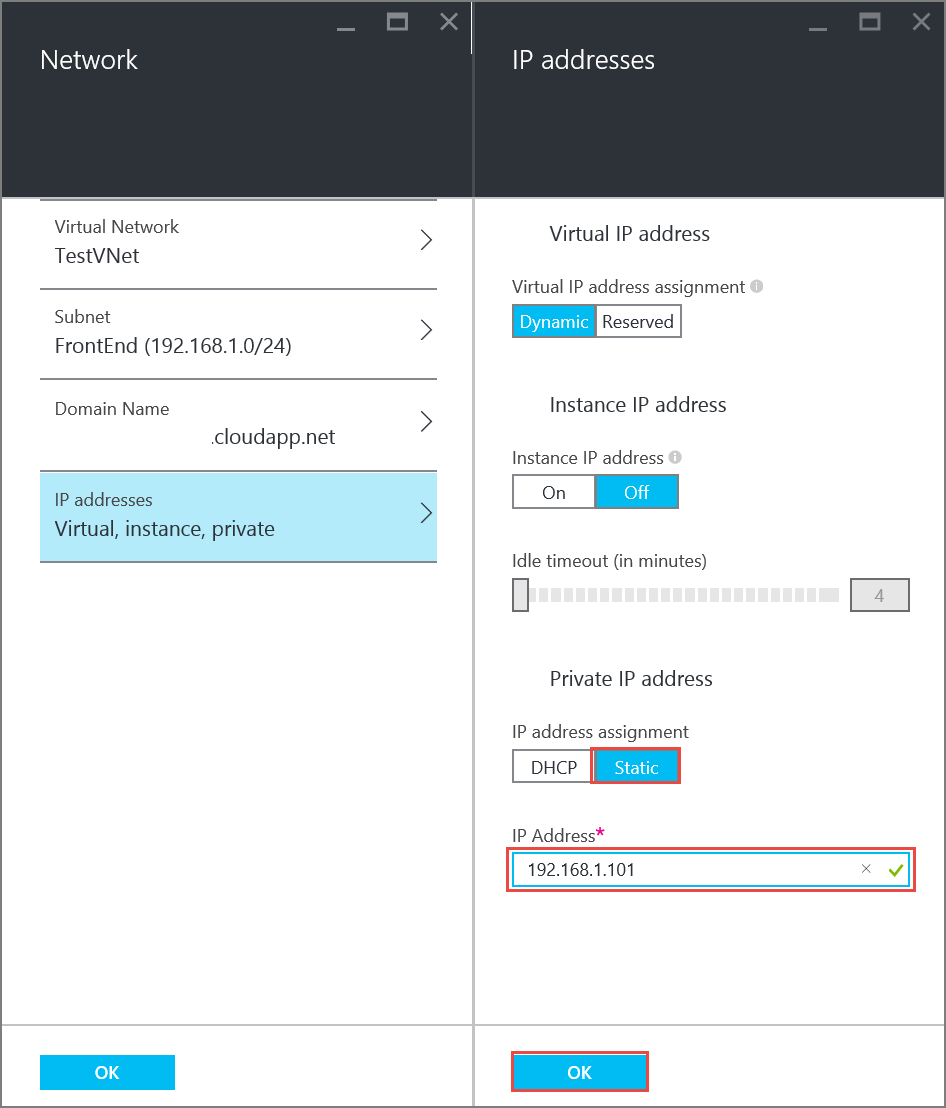 Network
Virtual Network
TestVNet
Subnet
FrontEnd (192.168.1.0/24)
Domain Name
.cloudapp.net
IP addresses
Virtual, instance, private
OK
IP addresses
Virtual IP address
Virtual IP address assignment
Dynamic Reserved
Instance IP address
Instance IP address
On Off
Idle timeout (in minutes)
4
Private IP address
IP address assignment
DHCP Static
IP Address*
192.168.1.101
OK